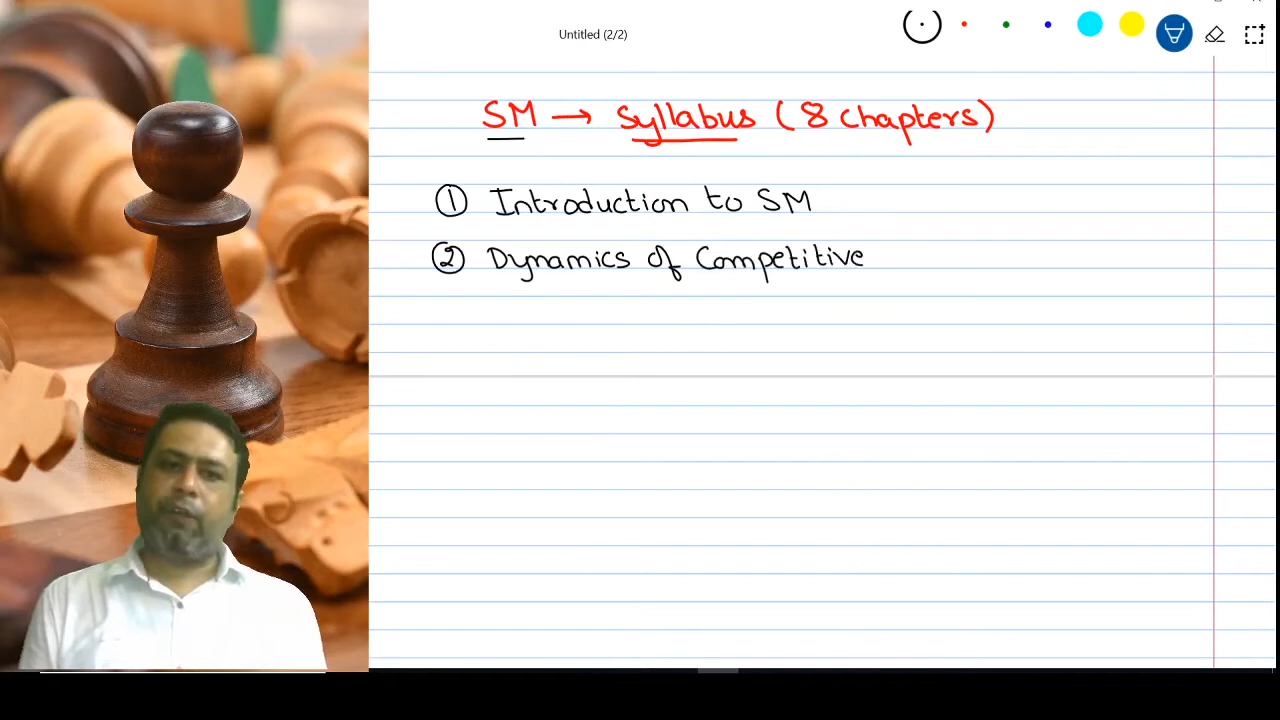 Untitled (2/2)
SM → Syllabus (8 chapters)
① Introduction to SM
② Dynamics of Competitive